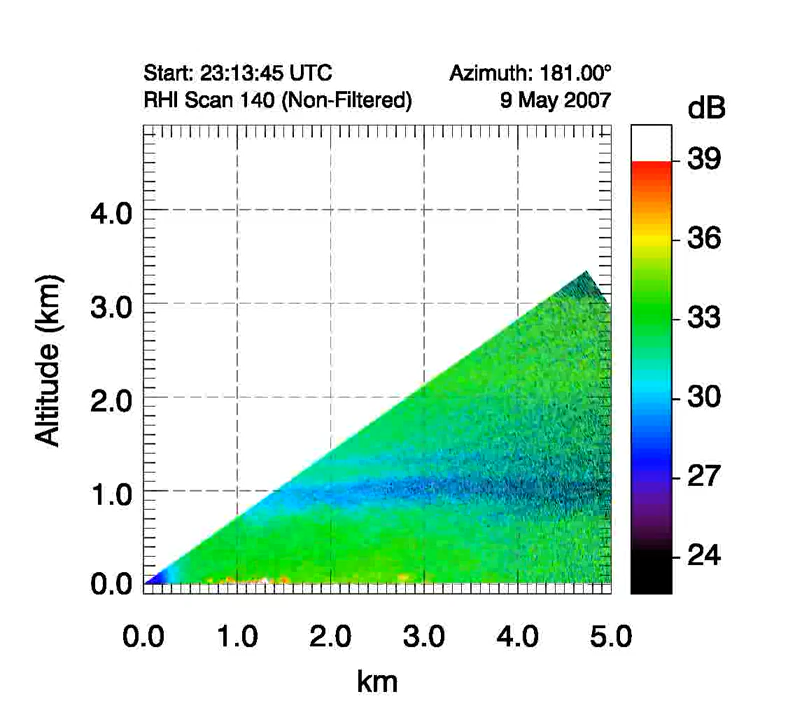 Start: 23:13:45 UTC Azimuth: 181.00°
RHI Scan 140 (Non-Filtered) 9 May 2007
dB
39
36
33
30
27
24
Altitude (km)
4.0
3.0
2.0
1.0
0.0
0.0 1.0 2.0 3.0 4.0 5.0
km